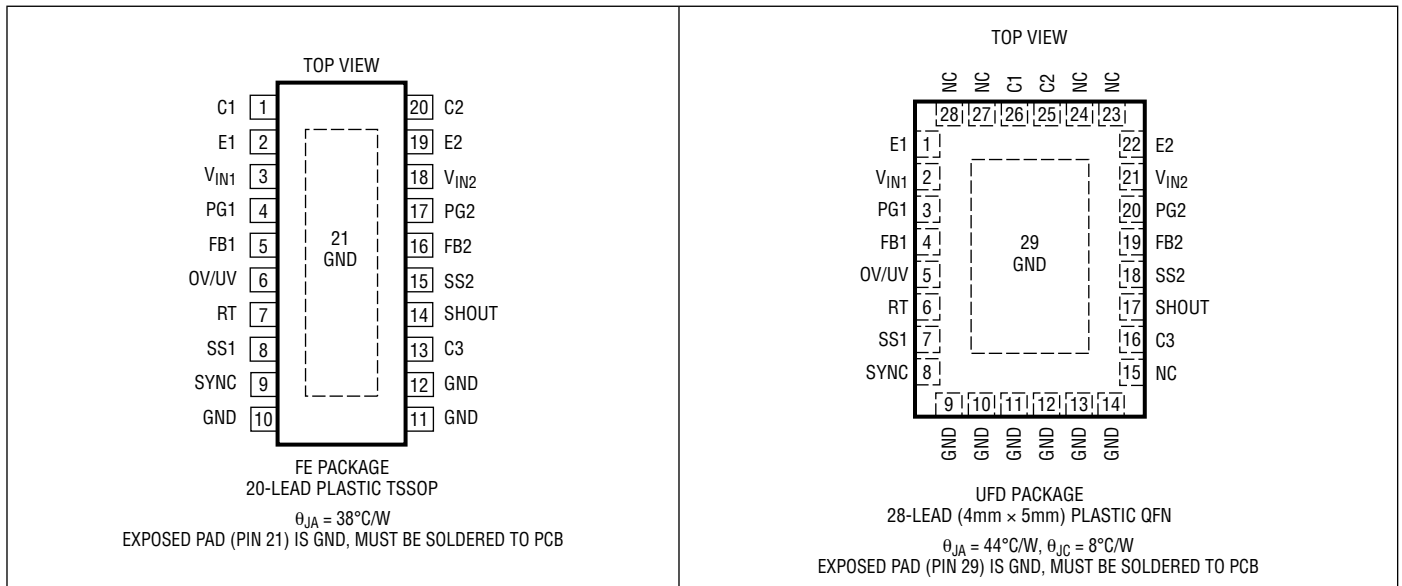 TOP VIEW
C1 1 20 C2
E1 2 19 E2
VIN1 3 18 VIN2
PG1 4 17 PG2
FB1 5 16 FB2
21
GND
OV/UV 6 15 SS2
RT 7 14 SHOUT
SS1 8 13 C3
SYNC 9 12 GND
GND 10 11 GND
FE PACKAGE
20-LEAD PLASTIC TSSOP
θJA = 38°C/W
EXPOSED PAD (PIN 21) IS GND, MUST BE SOLDERED TO PCB
TOP VIEW
NC NC C1 C2 NC NC
28 27 26 25 24 23
E1 1 22 E2
VIN1 2 21 VIN2
PG1 3 20 PG2
FB1 4 19 FB2
29
GND
OV/UV 5 18 SS2
RT 6 17 SHOUT
SS1 7 16 C3
SYNC 8 15 NC
9 10 11 12 13 14
GND GND GND GND GND GND
UFD PACKAGE
28-LEAD (4mm × 5mm) PLASTIC QFN
θJA = 44°C/W, θJC = 8°C/W
EXPOSED PAD (PIN 29) IS GND, MUST BE SOLDERED TO PCB